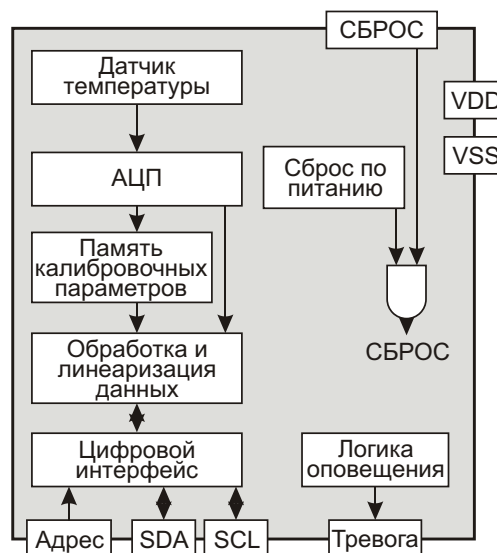 СБРОС
Датчик
температуры
VDD
VSS
АЦП
Сброс по
питанию
Память
калибровочных
параметров
Обработка и
линеаризация
данных
СБРОС
Цифровой
интерфейс
Логика
оповещения
Адрес
SDA
SCL
Тревога